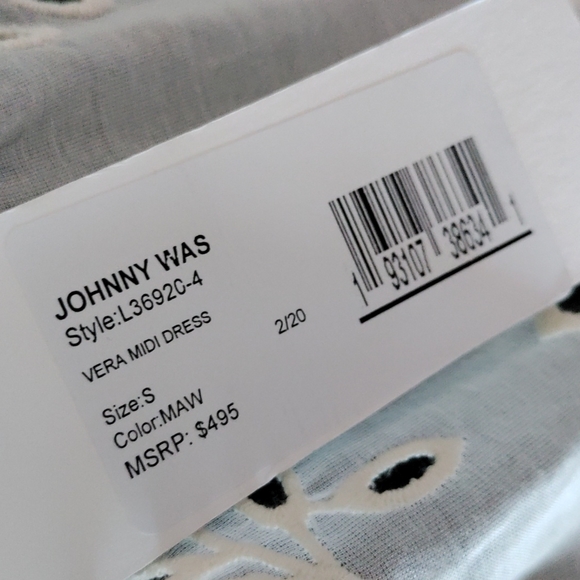 JOHNNY WAS
Style:L36920-4
VERA MIDI DRESS
2/20
Size:S
Color:MAW
MSRP: $495
1 93107 38634 1